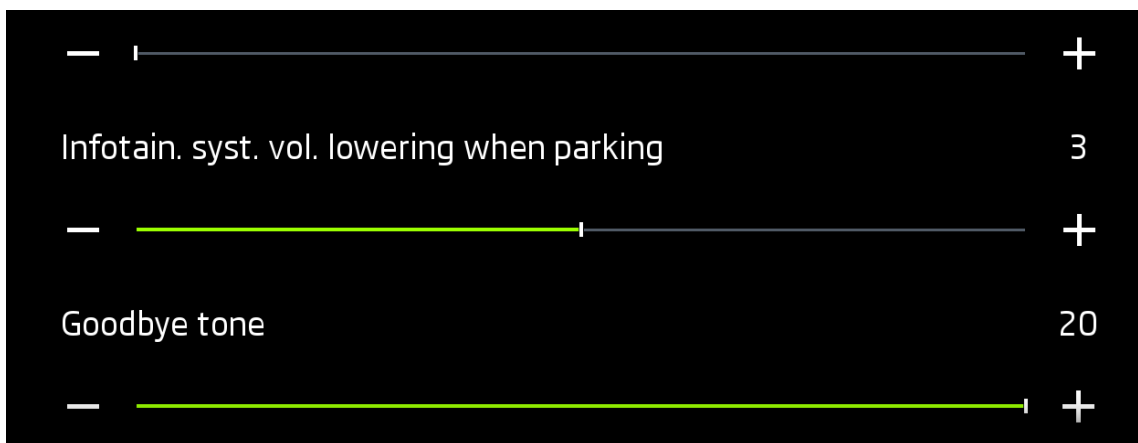 Infotain. syst. vol. lowering when parking 3
Goodbye tone 20